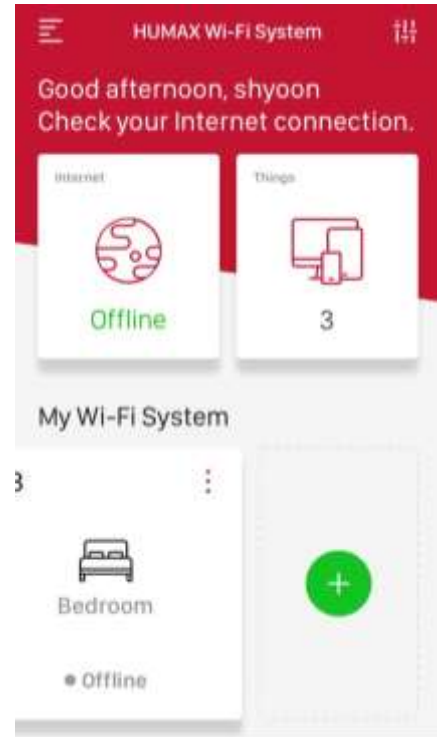 HUMAX Wi-Fi System
Good afternoon, shyoon
Check your Internet connection.
Internet
Things
Offline
3
My Wi-Fi System
3
Bedroom
Offline